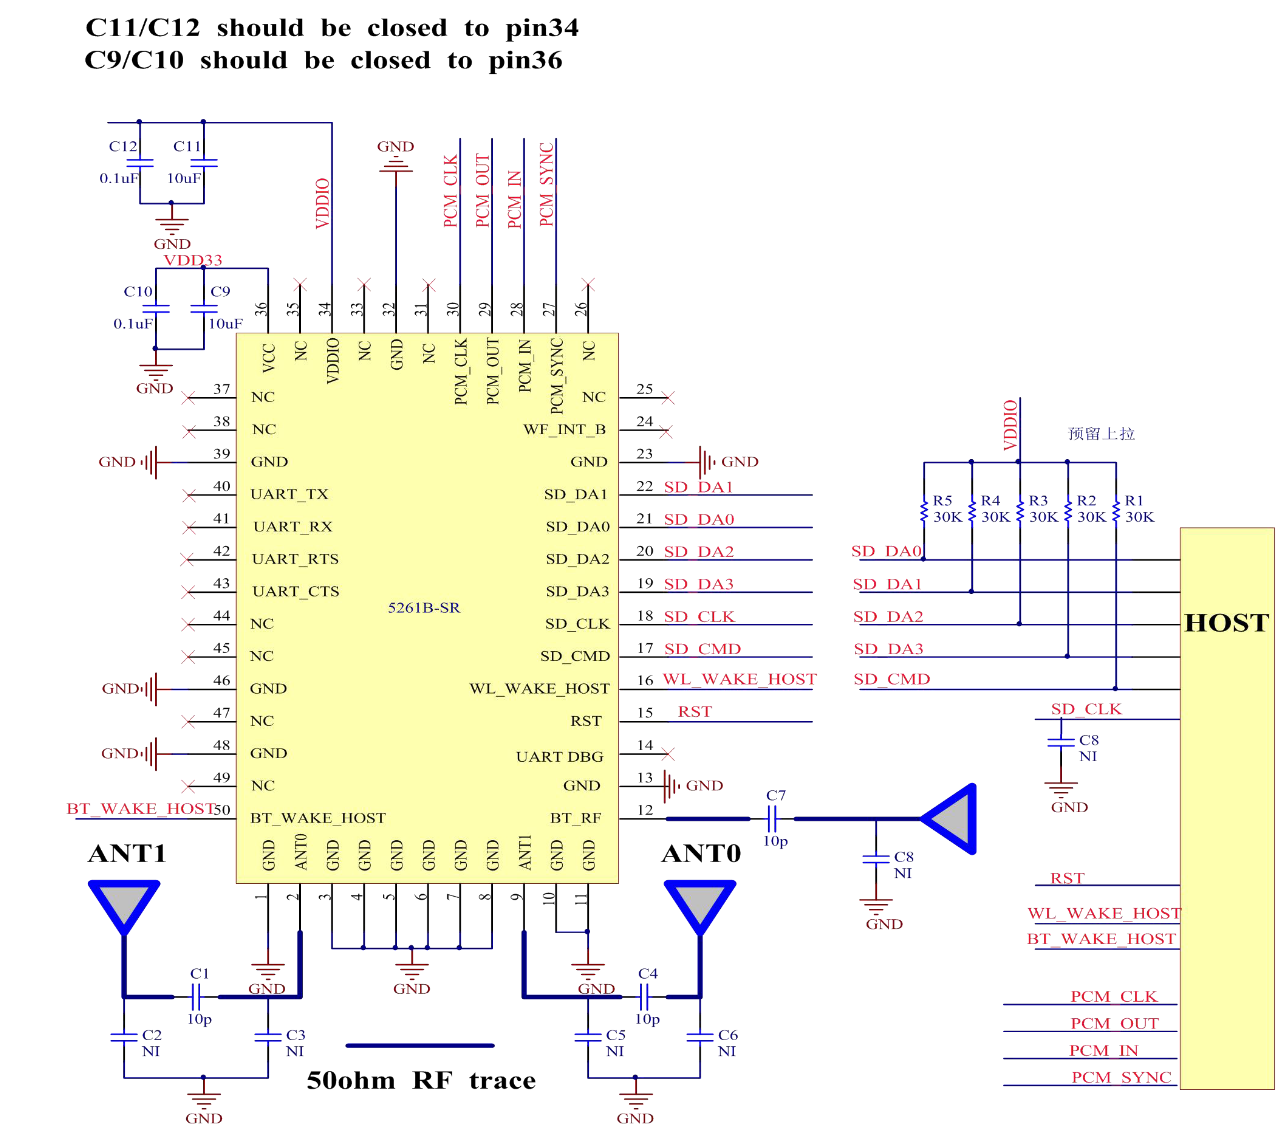 C11/C12 should be closed to pin34
C9/C10 should be closed to pin36
C12
0.1uF
C11
10uF
GND
VDDIO
GND
PCM_CLK
PCM_OUT
PCM_IN
PCM_SYNC
VDD33
C10
0.1uF
C9
10uF
GND
36
35
34
33
32
31
30
29
28
27
26
VCC
NC
VDDIO
NC
GND
NC
PCM_CLK
PCM_OUT
PCM_IN
PCM_SYNC
NC
37 NC
38 NC
GND 39 GND
40 UART_TX
41 UART_RX
42 UART_RTS
43 UART_CTS
44 NC
45 NC
GND 46 GND
47 NC
GND 48 GND
49 NC
BT_WAKE_HOST 50 BT_WAKE_HOST
5261B-SR
NC 25
WF_INT_B 24
GND 23 GND
SD_DA1 22 SD_DA1
SD_DA0 21 SD_DA0
SD_DA2 20 SD_DA2
SD_DA3 19 SD_DA3
SD_CLK 18 SD_CLK
SD_CMD 17 SD_CMD
WL_WAKE_HOST 16 WL_WAKE_HOST
RST 15 RST
UART DBG 14
GND 13 GND
BT_RF 12
GND
ANT0
GND
GND
GND
GND
GND
GND
ANT1
GND
GND
1
2
3
4
5
6
7
8
9
10
11
C7
10p
C8
NI
GND
ANT1
ANT0
GND
GND
GND
C1
10p
C2
NI
C3
NI
GND
C4
10p
C5
NI
C6
NI
GND
50ohm RF trace
VDDIO
预留上拉
R5
30K
R4
30K
R3
30K
R2
30K
R1
30K
SD_DA0
SD_DA1
SD_DA2
SD_DA3
SD_CMD
SD_CLK
C8
NI
GND
HOST
RST
WL_WAKE_HOST
BT_WAKE_HOST
PCM_CLK
PCM_OUT
PCM_IN
PCM_SYNC